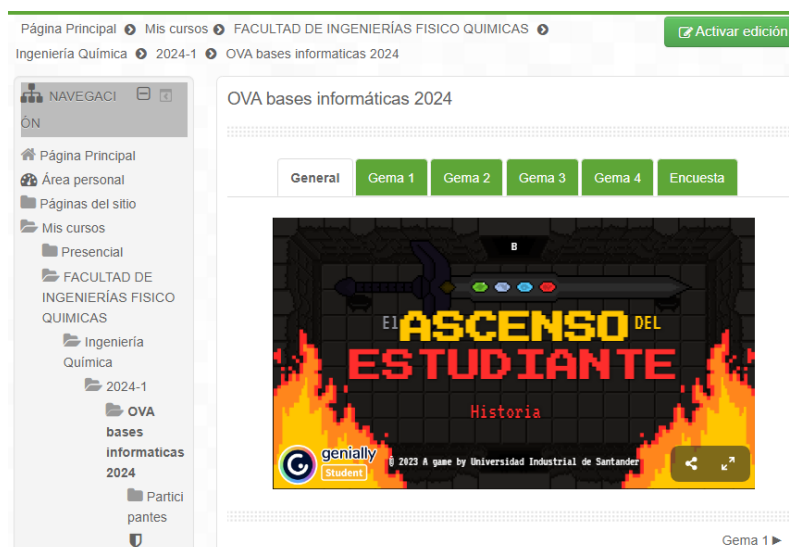 Página Principal Mis cursos FACULTAD DE INGENIERÍAS FISICO QUIMICAS
Ingeniería Química 2024-1 OVA bases informaticas 2024
Activar edición
NAVEGACI
ÓN
Página Principal
Área personal
Páginas del sitio
Mis cursos
Presencial
FACULTAD DE
INGENIERÍAS FISICO
QUIMICAS
Ingeniería
Química
2024-1
OVA
bases
informaticas
2024
Partici
pantes
OVA bases informáticas 2024
General Gema 1 Gema 2 Gema 3 Gema 4 Encuesta
B
El ASCENSO DEL
ESTUDIANTE
Historia
genially
Student
© 2023 A game by Universidad Industrial de Santander
Gema 1